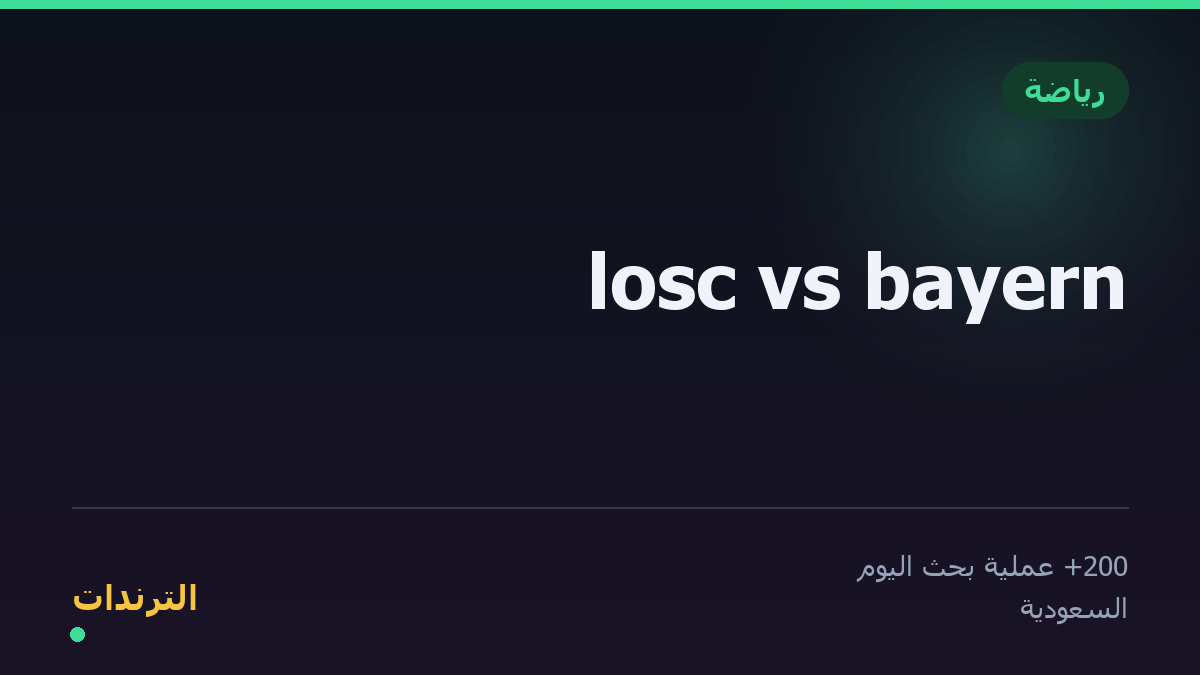 رياضة
losc vs bayern
200+ عملية بحث اليوم
السعودية
الترندات